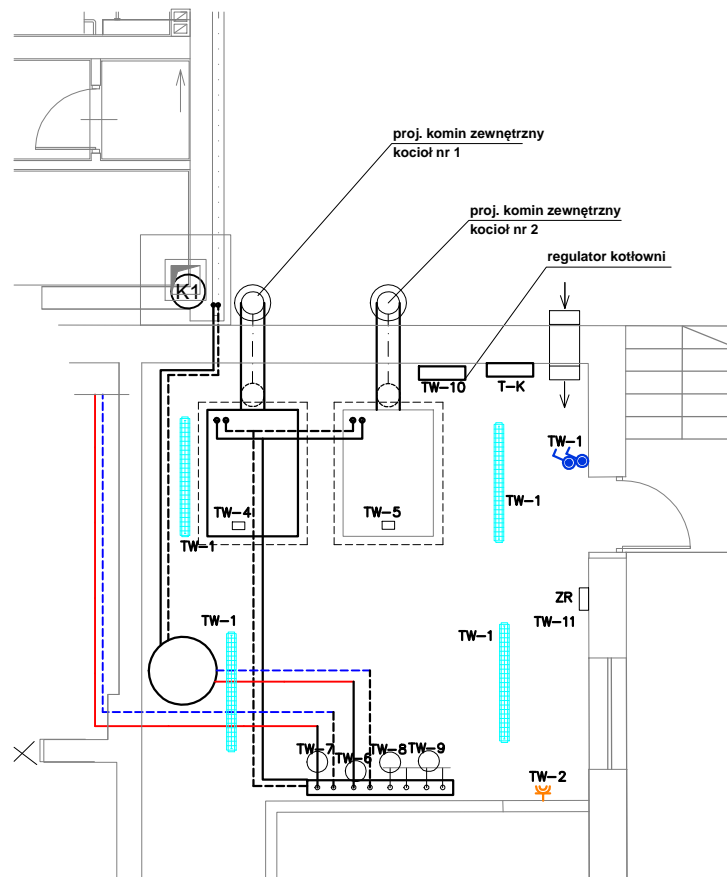 proj. komin zewnętrzny
kocioł nr 1
proj. komin zewnętrzny
kocioł nr 2
regulator kotłowni
K1
TW-10
T-K
TW-1
TW-1
TW-4
TW-5
TW-1
ZR
TW-11
TW-1
TW-1
TW-7
TW-6
TW-8
TW-9
TW-2